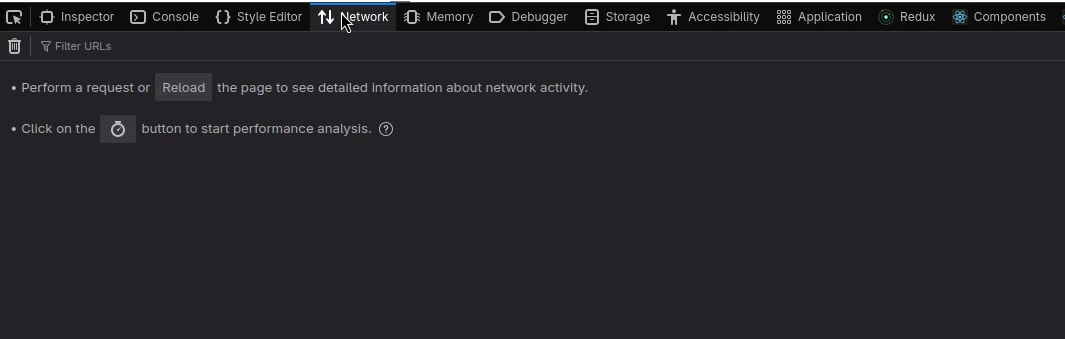 Inspector Console Style Editor Network Memory Debugger Storage Accessibility Application Redux Components
Filter URLs
• Perform a request or Reload the page to see detailed information about network activity.
• Click on the button to start performance analysis. ?